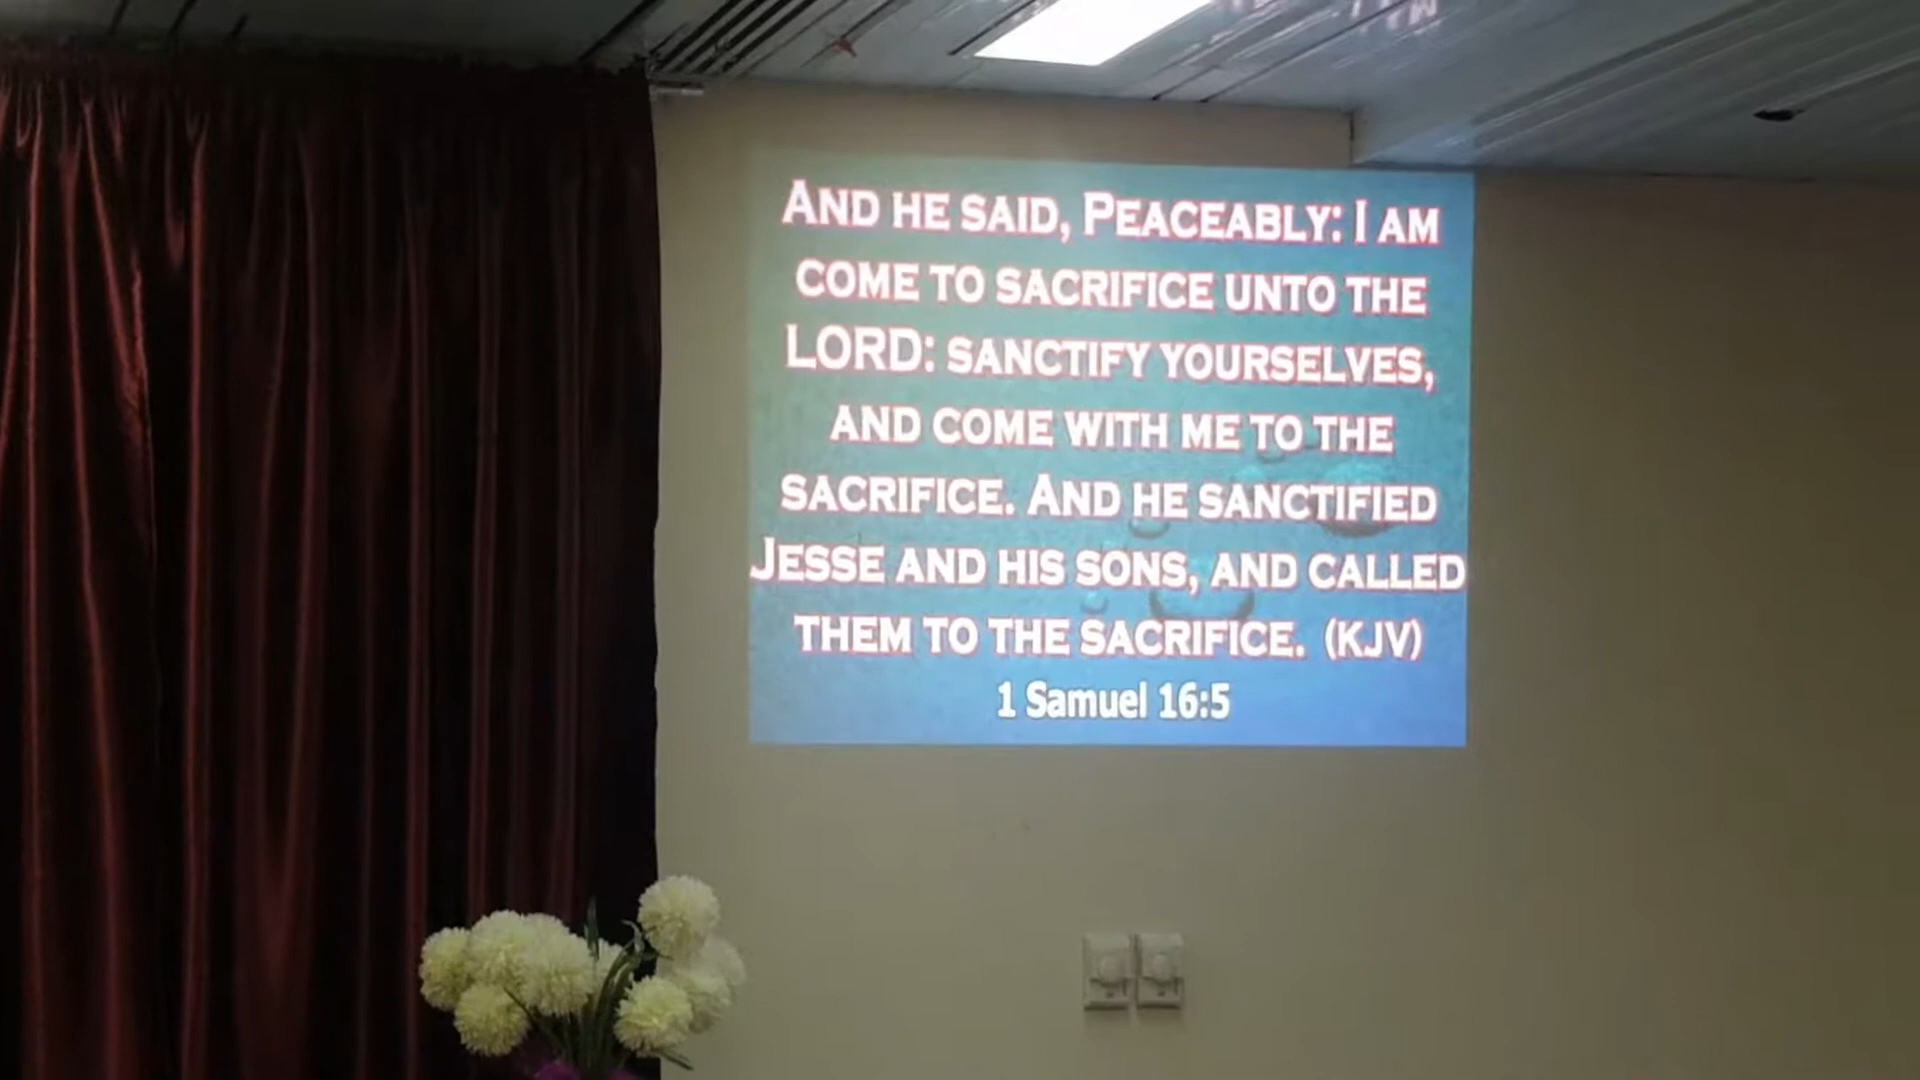 AND HE SAID, PEACEABLY: I AM
COME TO SACRIFICE UNTO THE
LORD: SANCTIFY YOURSELVES,
AND COME WITH ME TO THE
SACRIFICE. AND HE SANCTIFIED
JESSE AND HIS SONS, AND CALLED
THEM TO THE SACRIFICE. (KJV)
1 Samuel 16:5